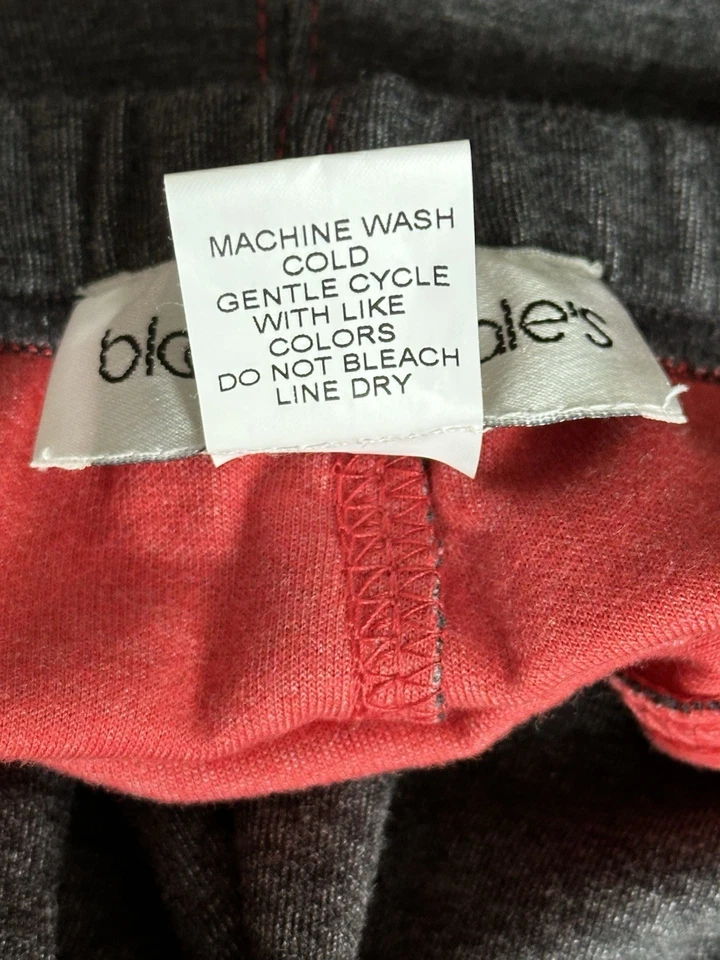 MACHINE WASH
COLD
GENTLE CYCLE
WITH LIKE
COLORS
DO NOT BLEACH
LINE DRY